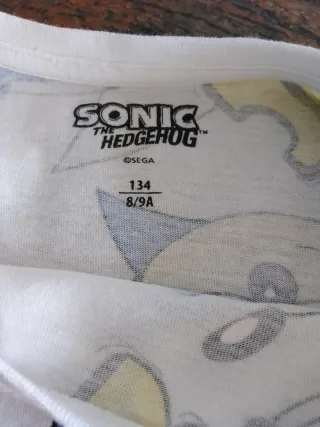 SONIC
THE
HEDGEHOG™
©SEGA
134
8/9A